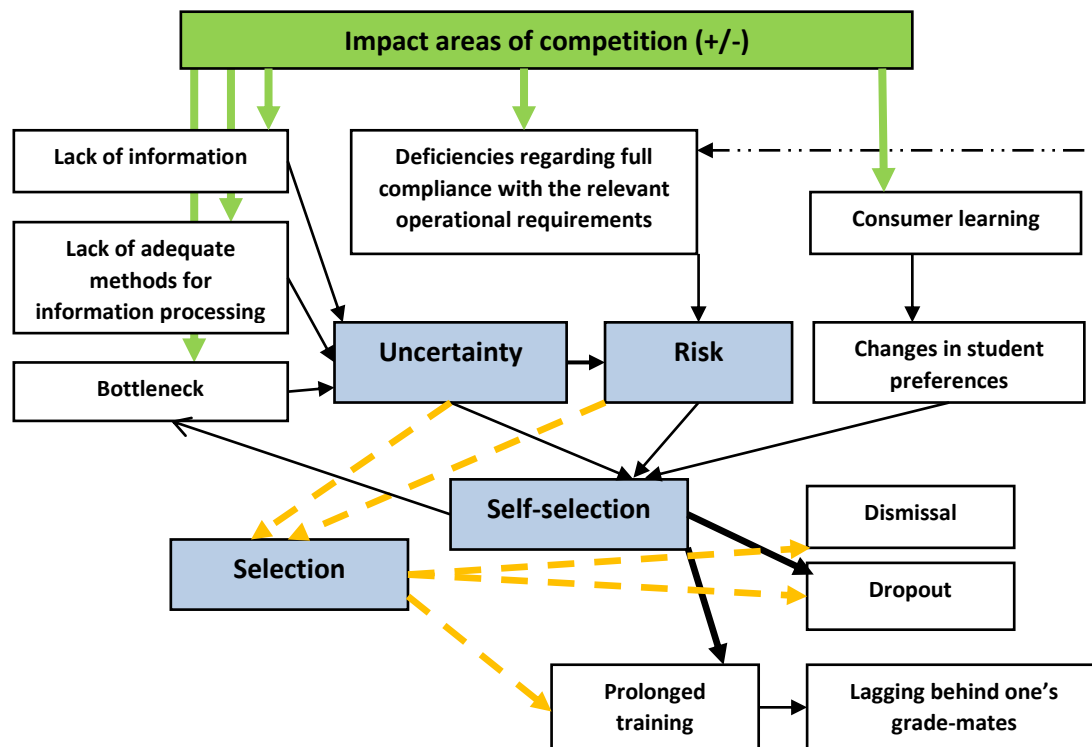 Impact areas of competition (+/-)
Lack of information
Deficiencies regarding full
compliance with the relevant
operational requirements
Consumer learning
Lack of adequate
methods for
information processing
Uncertainty
Risk
Changes in student
preferences
Bottleneck
Self-selection
Dismissal
Selection
Dropout
Prolonged
training
Lagging behind one’s
grade-mates